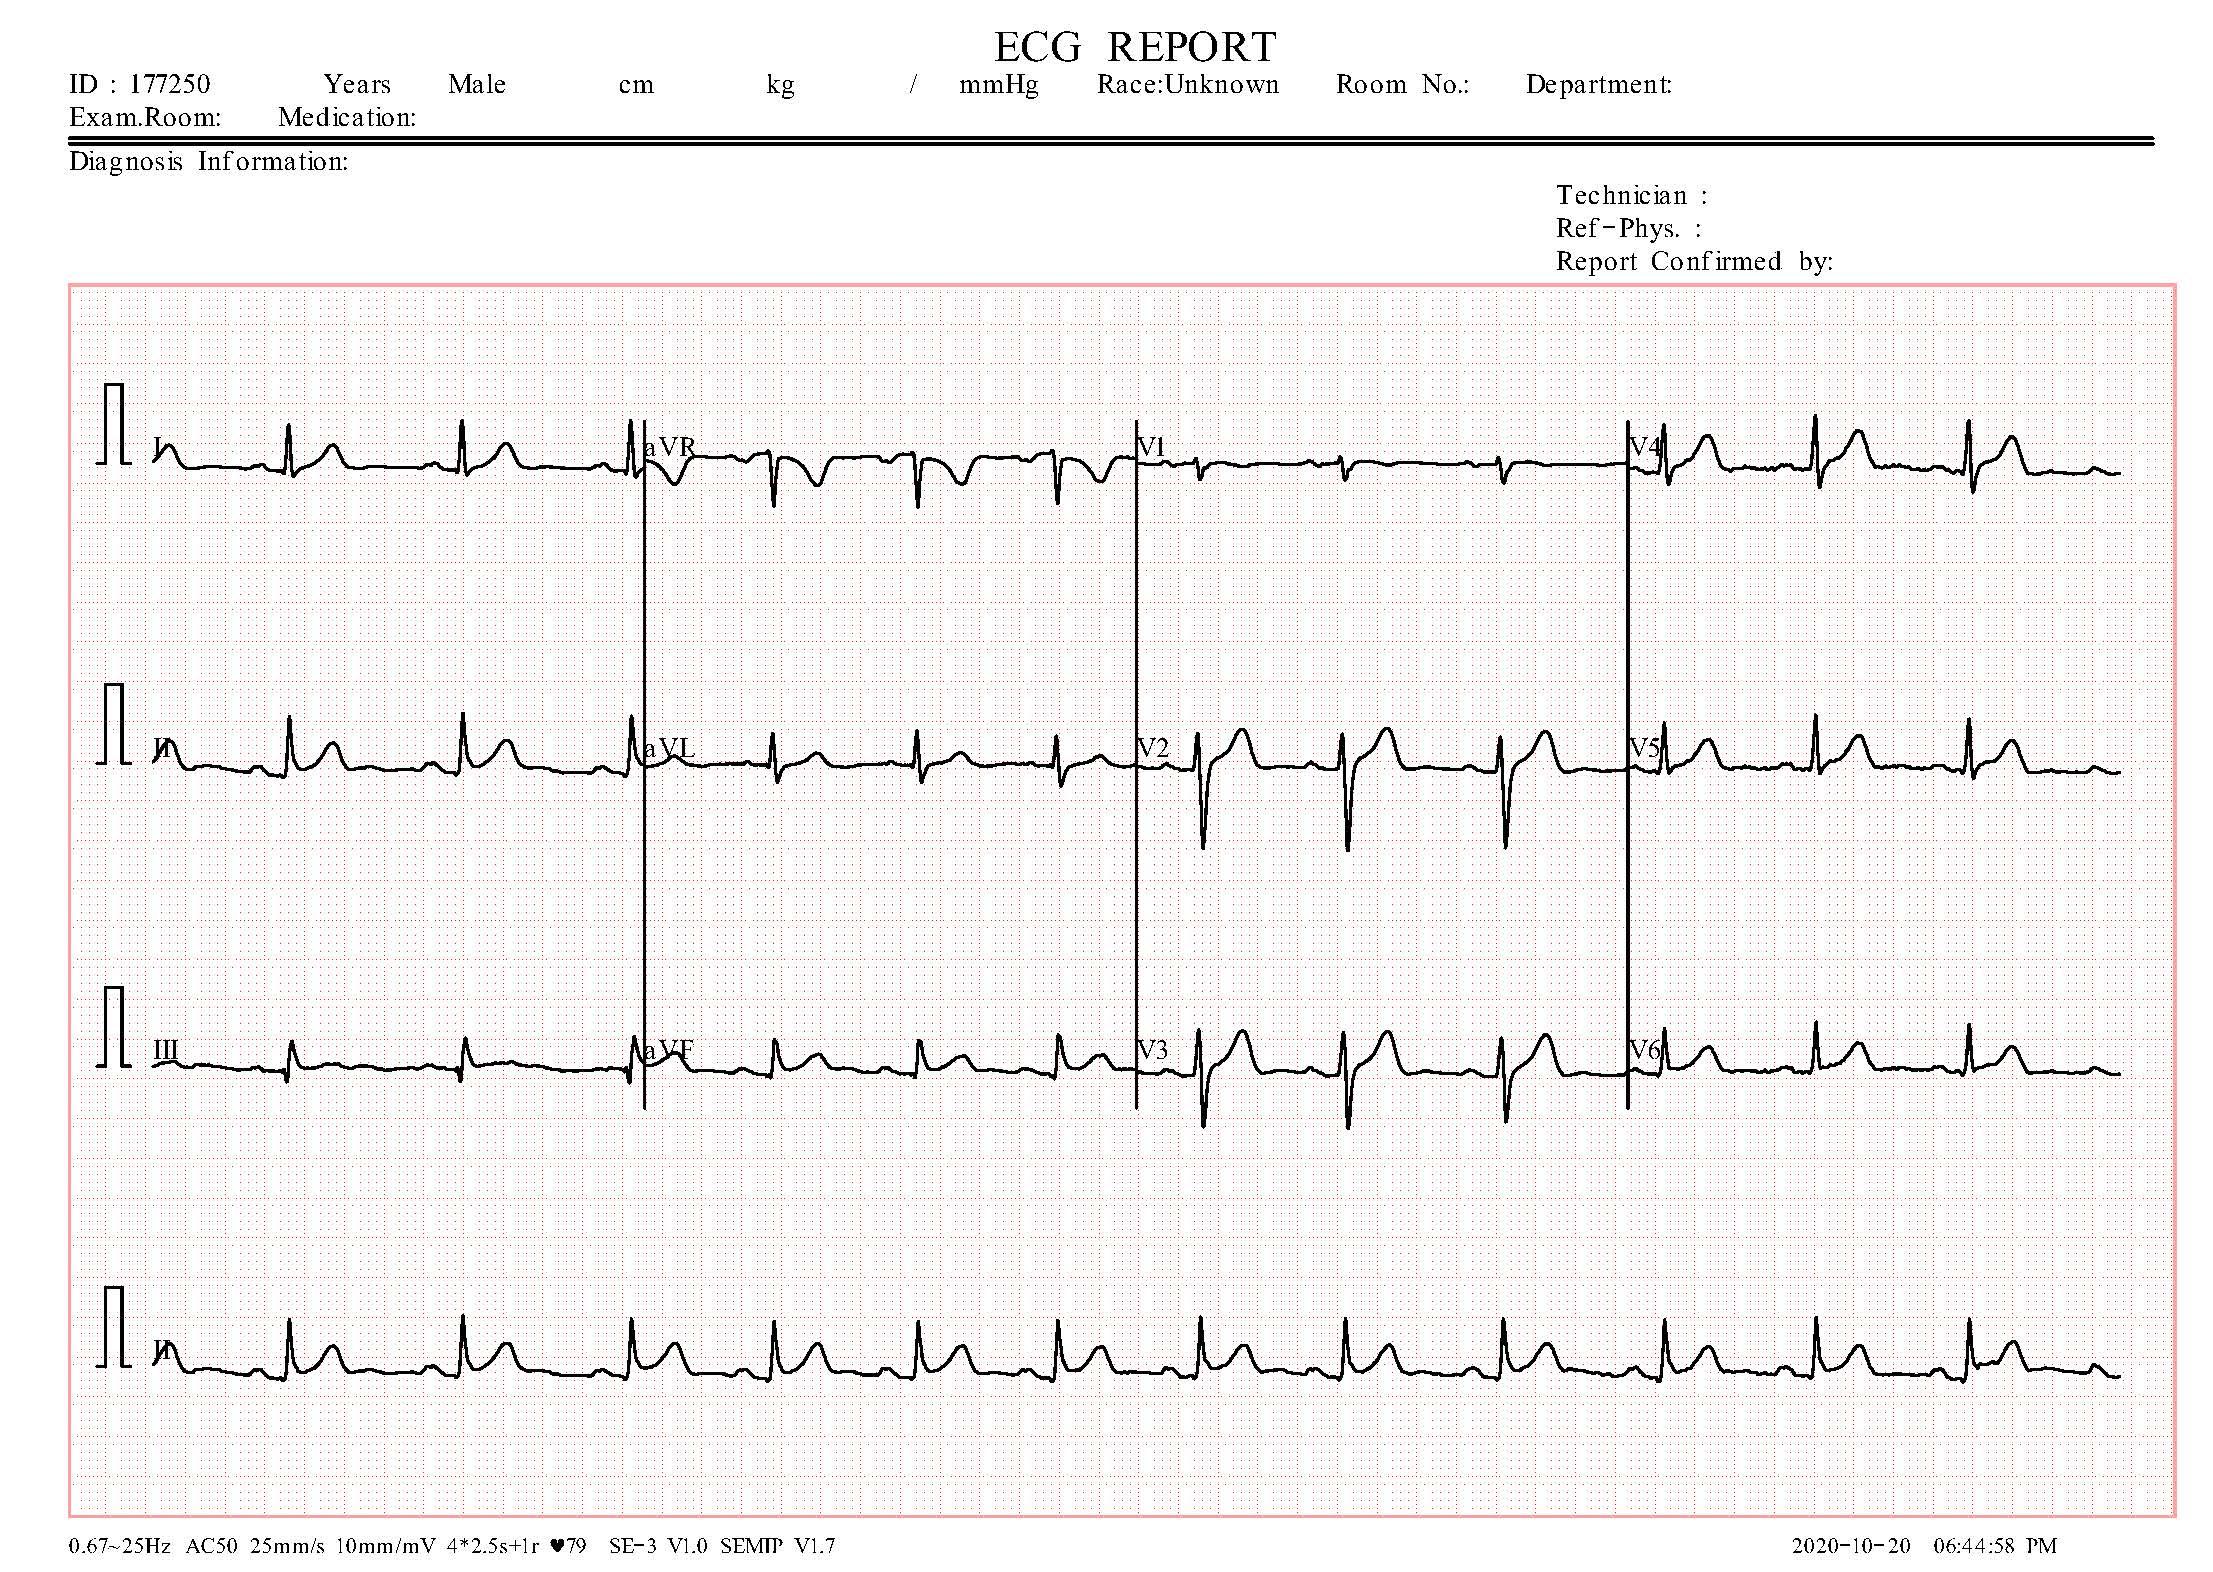 ECG REPORT
ID : 177250 Years Male cm kg / mmHg Race:Unknown Room No.: Department:
Exam.Room: Medication:
Diagnosis Information:
Technician :
Ref-Phys. :
Report Confirmed by:
I aVR V1 V4
II aVL V2 V5
III aVF V3 V6
II
0.67~25Hz AC50 25mm/s 10mm/mV 4*2.5s+1r ♥79 SE-3 V1.0 SEMIP V1.7 2020-10-20 06:44:58 PM